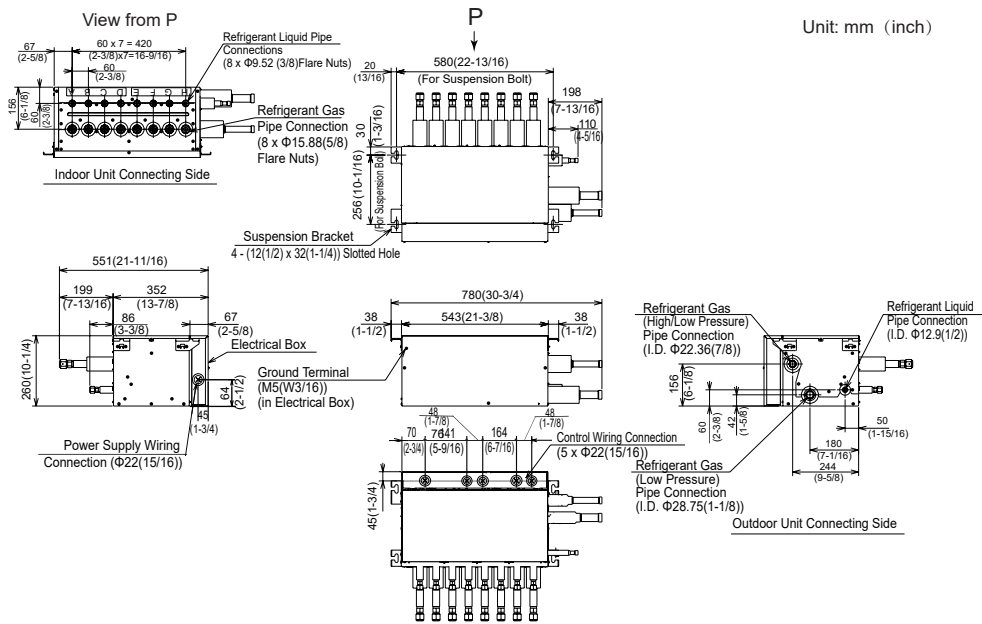 View from P
P
Unit: mm（inch）
67
(2-5/8)
60 x 7 = 420
(2-3/8)x7=16-9/16)
60
(2-3/8)
Refrigerant Liquid Pipe
Connections
(8 x Φ9.52 (3/8)Flare Nuts)
A B C D E F G H
156
(6-1/8)
60
(2-3/8)
Refrigerant Gas
Pipe Connection
(8 x Φ15.88(5/8)
Flare Nuts)
Indoor Unit Connecting Side
20
(13/16)
580(22-13/16)
(For Suspension Bolt)
198
(7-13/16)
110
(4-5/16)
30
(1-3/16)
256 (10-1/16)
(For Suspension Bolt)
Suspension Bracket
4 - (12(1/2) x 32(1-1/4)) Slotted Hole
551(21-11/16)
199
(7-13/16)
352
(13-7/8)
86
(3-3/8)
67
(2-5/8)
Electrical Box
260(10-1/4)
64
(2-1/2)
45
(1-3/4)
Power Supply Wiring
Connection (Φ22(15/16))
Ground Terminal
(M5(W3/16))
(in Electrical Box)
780(30-3/4)
38
(1-1/2)
543(21-3/8)
38
(1-1/2)
48
(1-7/8)
48
(1-7/8)
70
(2-3/4)
76
141
(5-9/16)
164
(6-7/16)
Control Wiring Connection
(5 x Φ22(15/16))
45(1-3/4)
Refrigerant Gas
(High/Low Pressure)
Pipe Connection
(I.D. Φ22.36(7/8))
Refrigerant Liquid
Pipe Connection
(I.D. Φ12.9(1/2))
156
(6-1/8)
60
(2-3/8)
42
(1-5/8)
50
(1-15/16)
180
(7-1/16)
244
(9-5/8)
Refrigerant Gas
(Low Pressure)
Pipe Connection
(I.D. Φ28.75(1-1/8))
Outdoor Unit Connecting Side